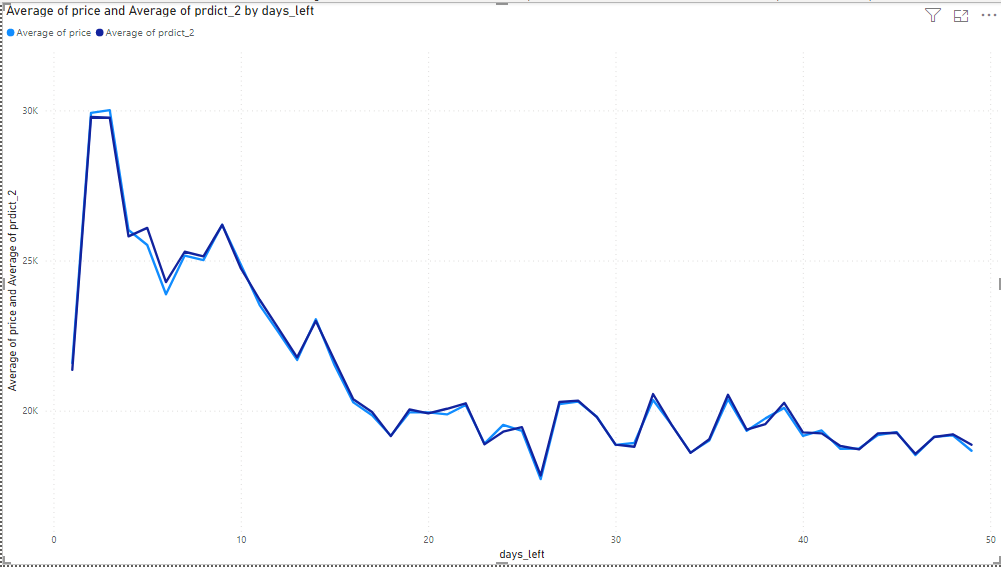 Average of price and Average of prdict_2 by days_left
Average of price Average of prdict_2
Average of price and Average of prdict_2
30K
25K
20K
0 10 20 30 40 50
days_left